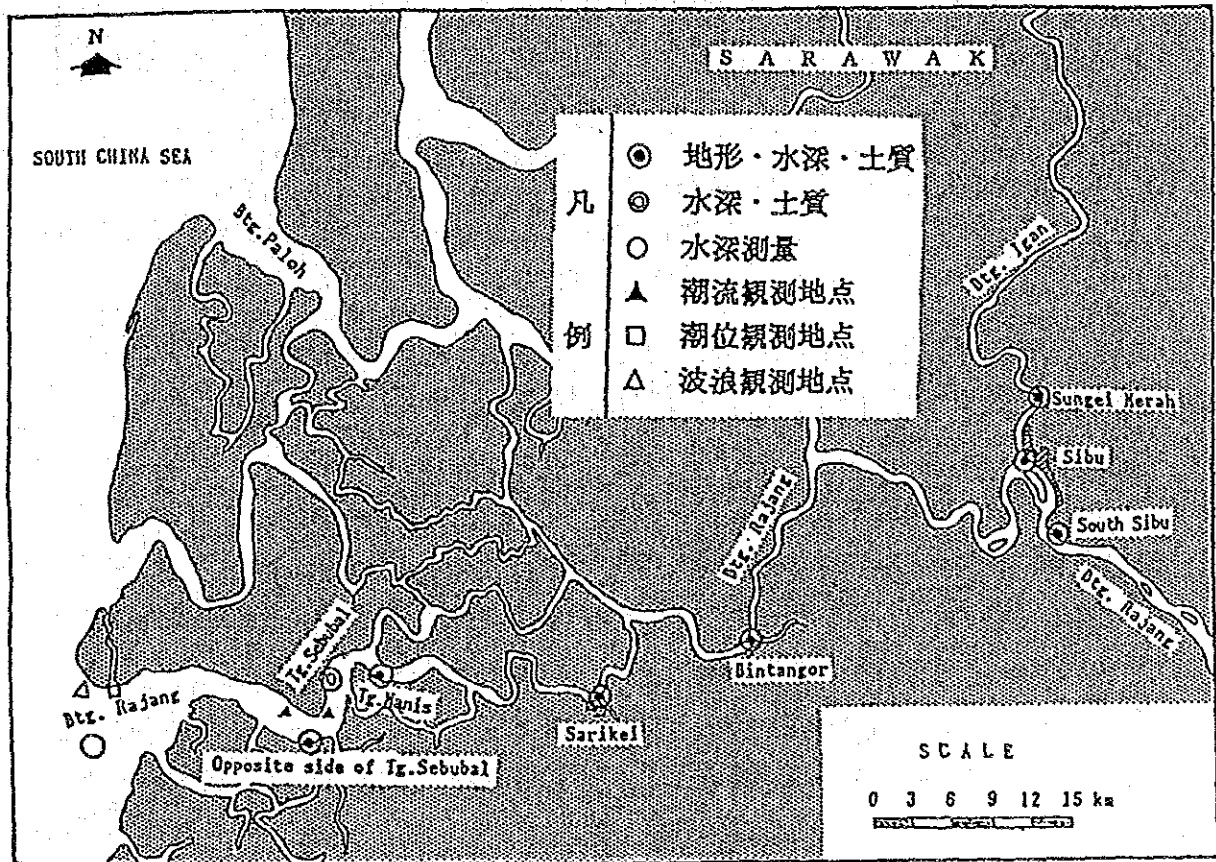 N
SARAWAK
SOUTH CHINA SEA
凡例
地形・水深・土質
水深・土質
水深測量
潮流観測地点
潮位観測地点
波浪観測地点
Btg.Paloh
Btg. Igan
Sungei Merah
Sibu
South Sibu
Btg. Rajang
Btg. Rajang
Bintangor
Tg.Sebubal
Tg.Manis
Sarikei
Btg. Rajang
Opposite side of Tg.Sebubal
SCALE
0 3 6 9 12 15 km